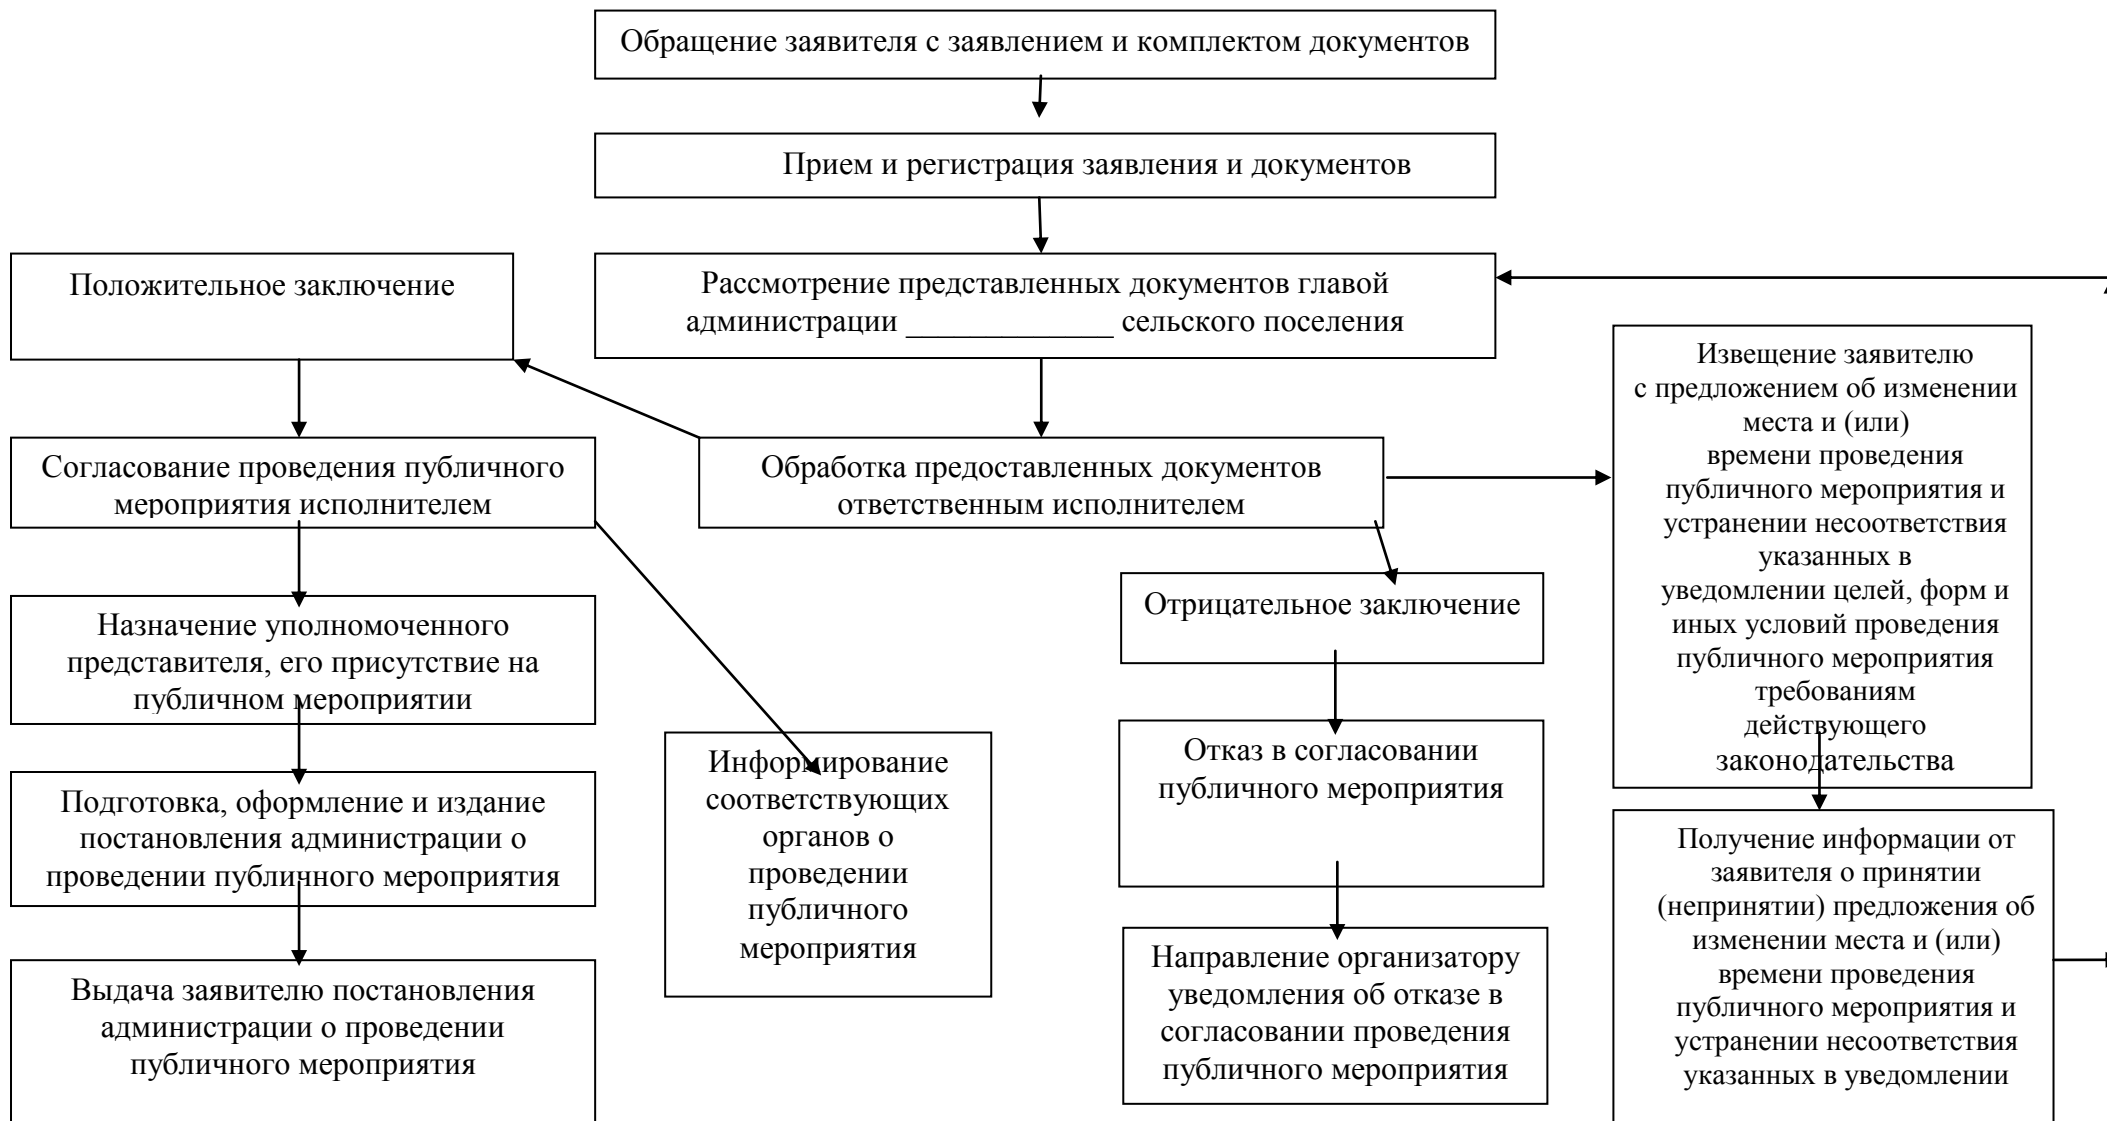 Обращение заявителя с заявлением и комплектом документов
Прием и регистрация заявления и документов
Положительное заключение
Рассмотрение представленных документов главой
администрации _____________ сельского поселения
Извещение заявителю
с предложением об изменении
места и (или)
времени проведения
публичного мероприятия и
устранении несоответствия
указанных в
уведомлении целей, форм и
иных условий проведения
публичного мероприятия
требованиям
действующего
законодательства
Согласование проведения публичного
мероприятия исполнителем
Обработка предоставленных документов
ответственным исполнителем
Отрицательное заключение
Назначение уполномоченного
представителя, его присутствие на
публичном мероприятии
Информирование
соответствующих
органов о
проведении
публичного
мероприятия
Отказ в согласовании
публичного мероприятия
Подготовка, оформление и издание
постановления администрации о
проведении публичного мероприятия
Получение информации от
заявителя о принятии
(непринятии) предложения об
изменении места и (или)
времени проведения
публичного мероприятия и
устранении несоответствия
указанных в уведомлении
Направление организатору
уведомления об отказе в
согласовании проведения
публичного мероприятия
Выдача заявителю постановления
администрации о проведении
публичного мероприятия